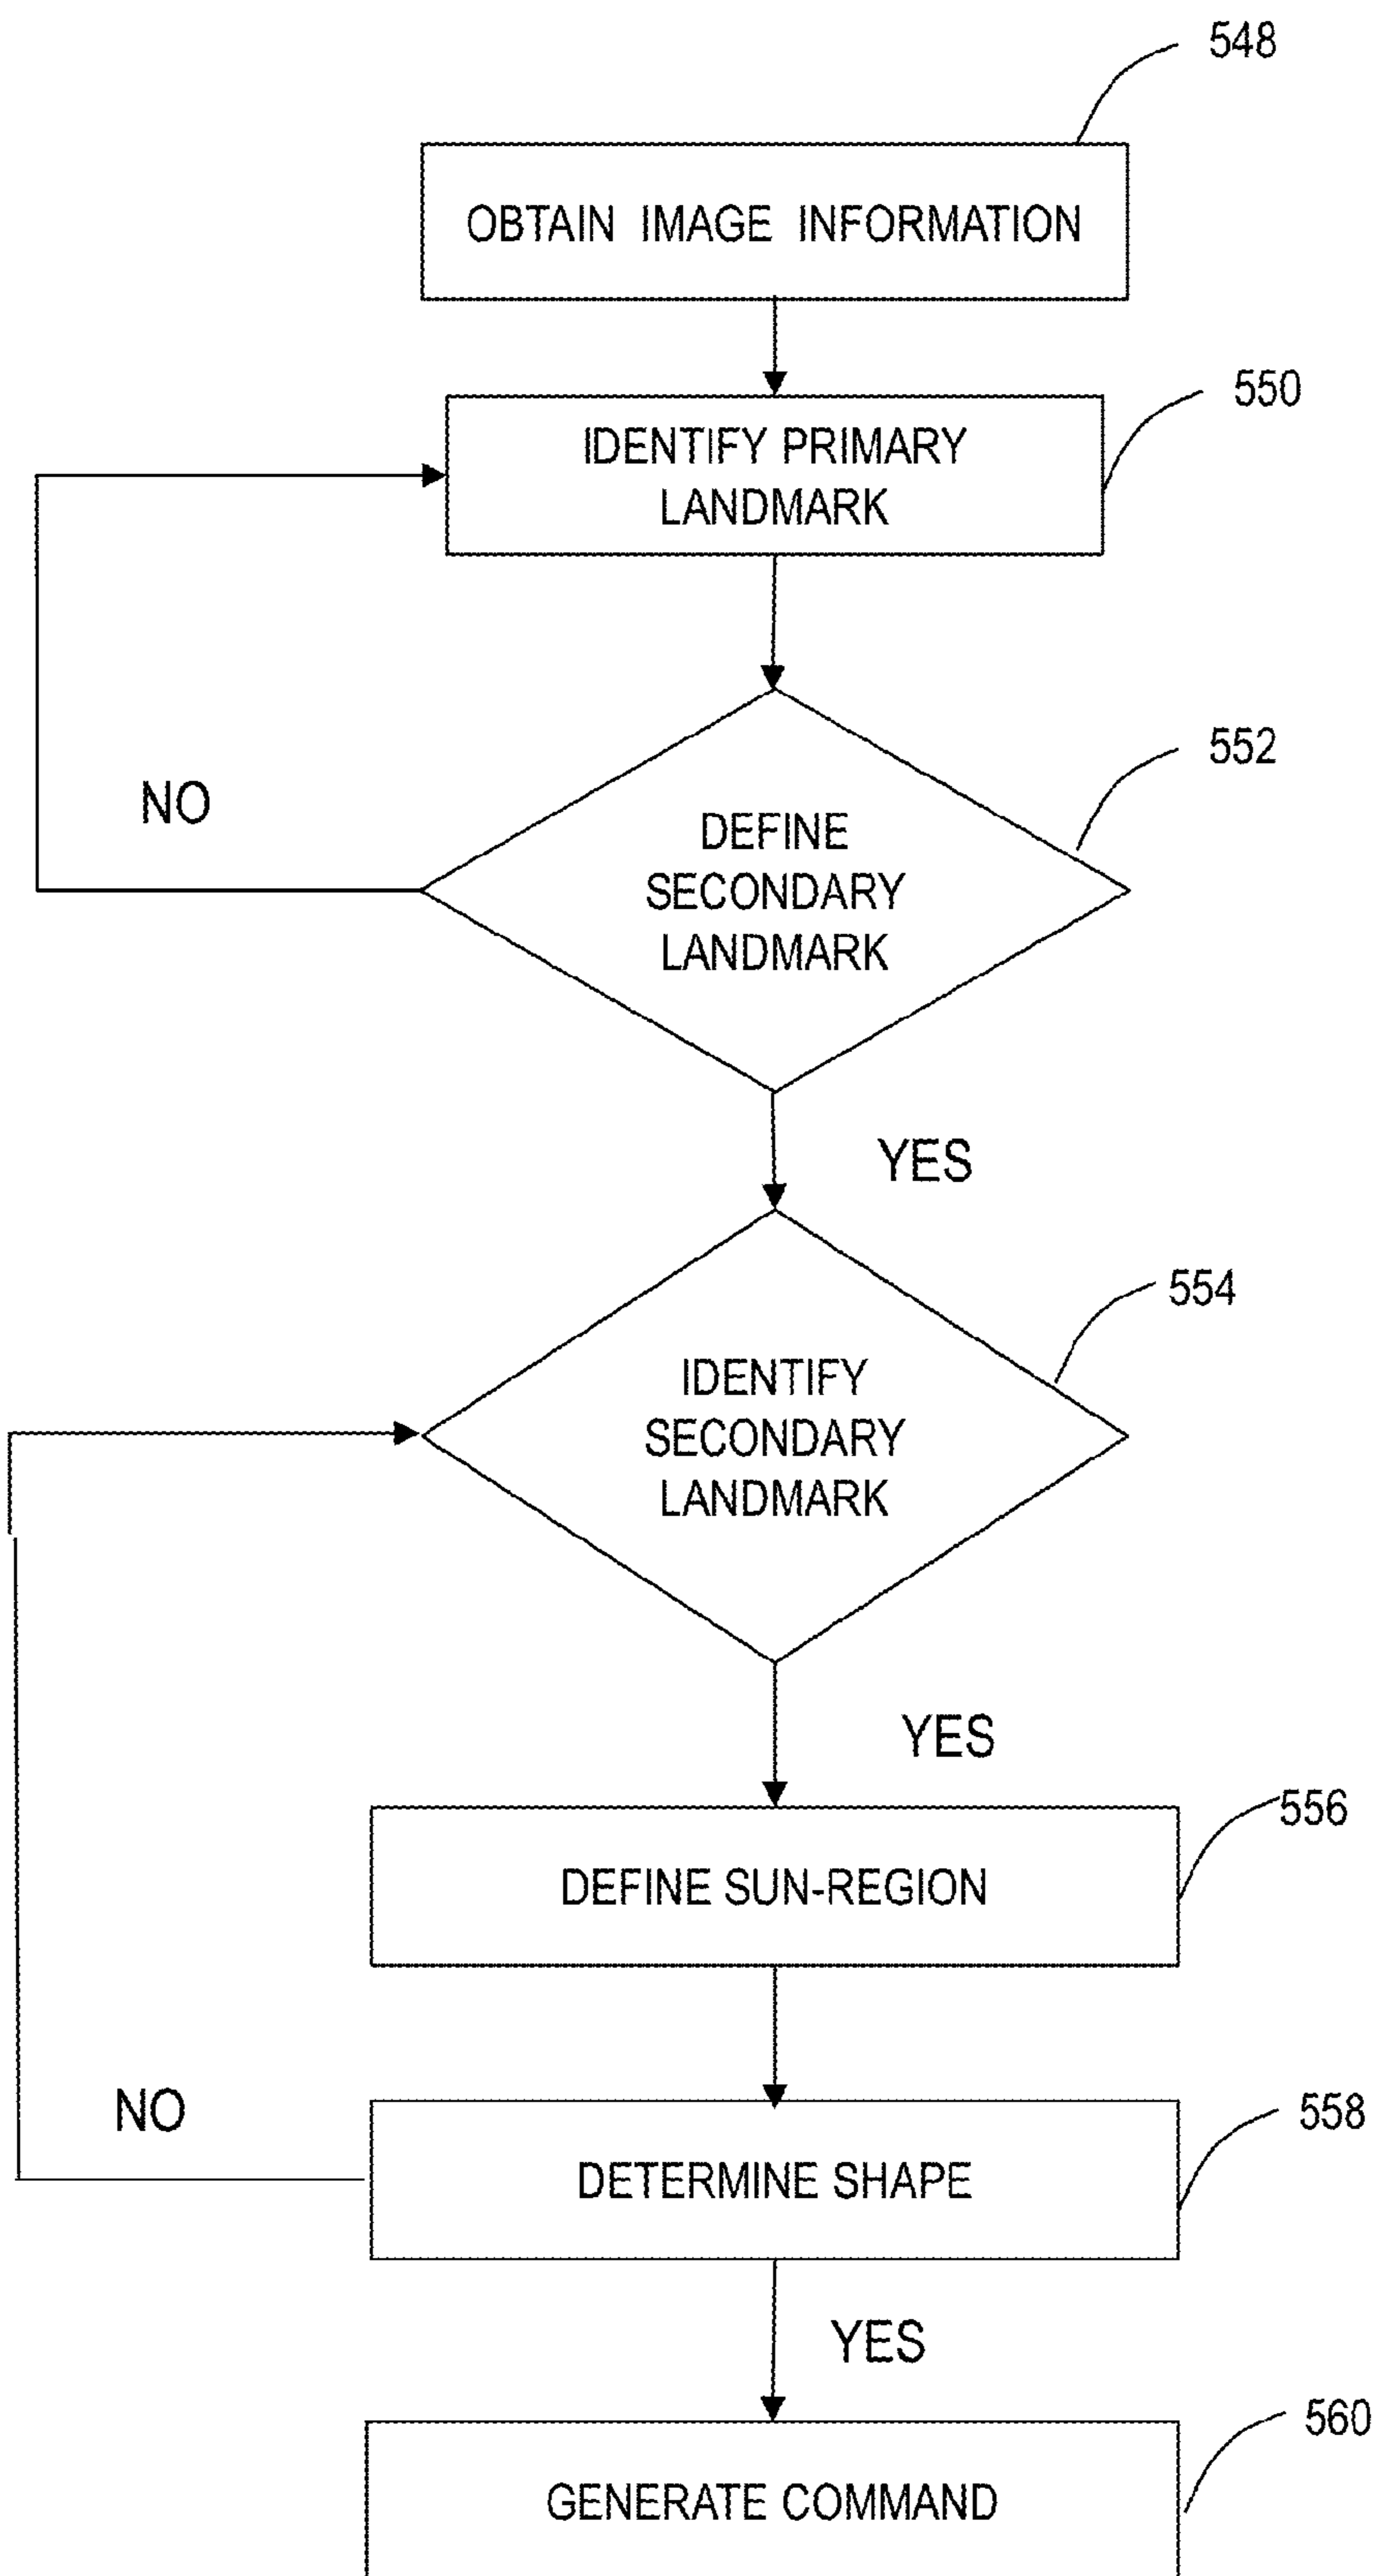 548
OBTAIN IMAGE INFORMATION
550
IDENTIFY PRIMARY
LANDMARK
552
NO
DEFINE
SECONDARY
LANDMARK
YES
554
IDENTIFY
SECONDARY
LANDMARK
YES
556
DEFINE SUN-REGION
558
NO
DETERMINE SHAPE
YES
560
GENERATE COMMAND